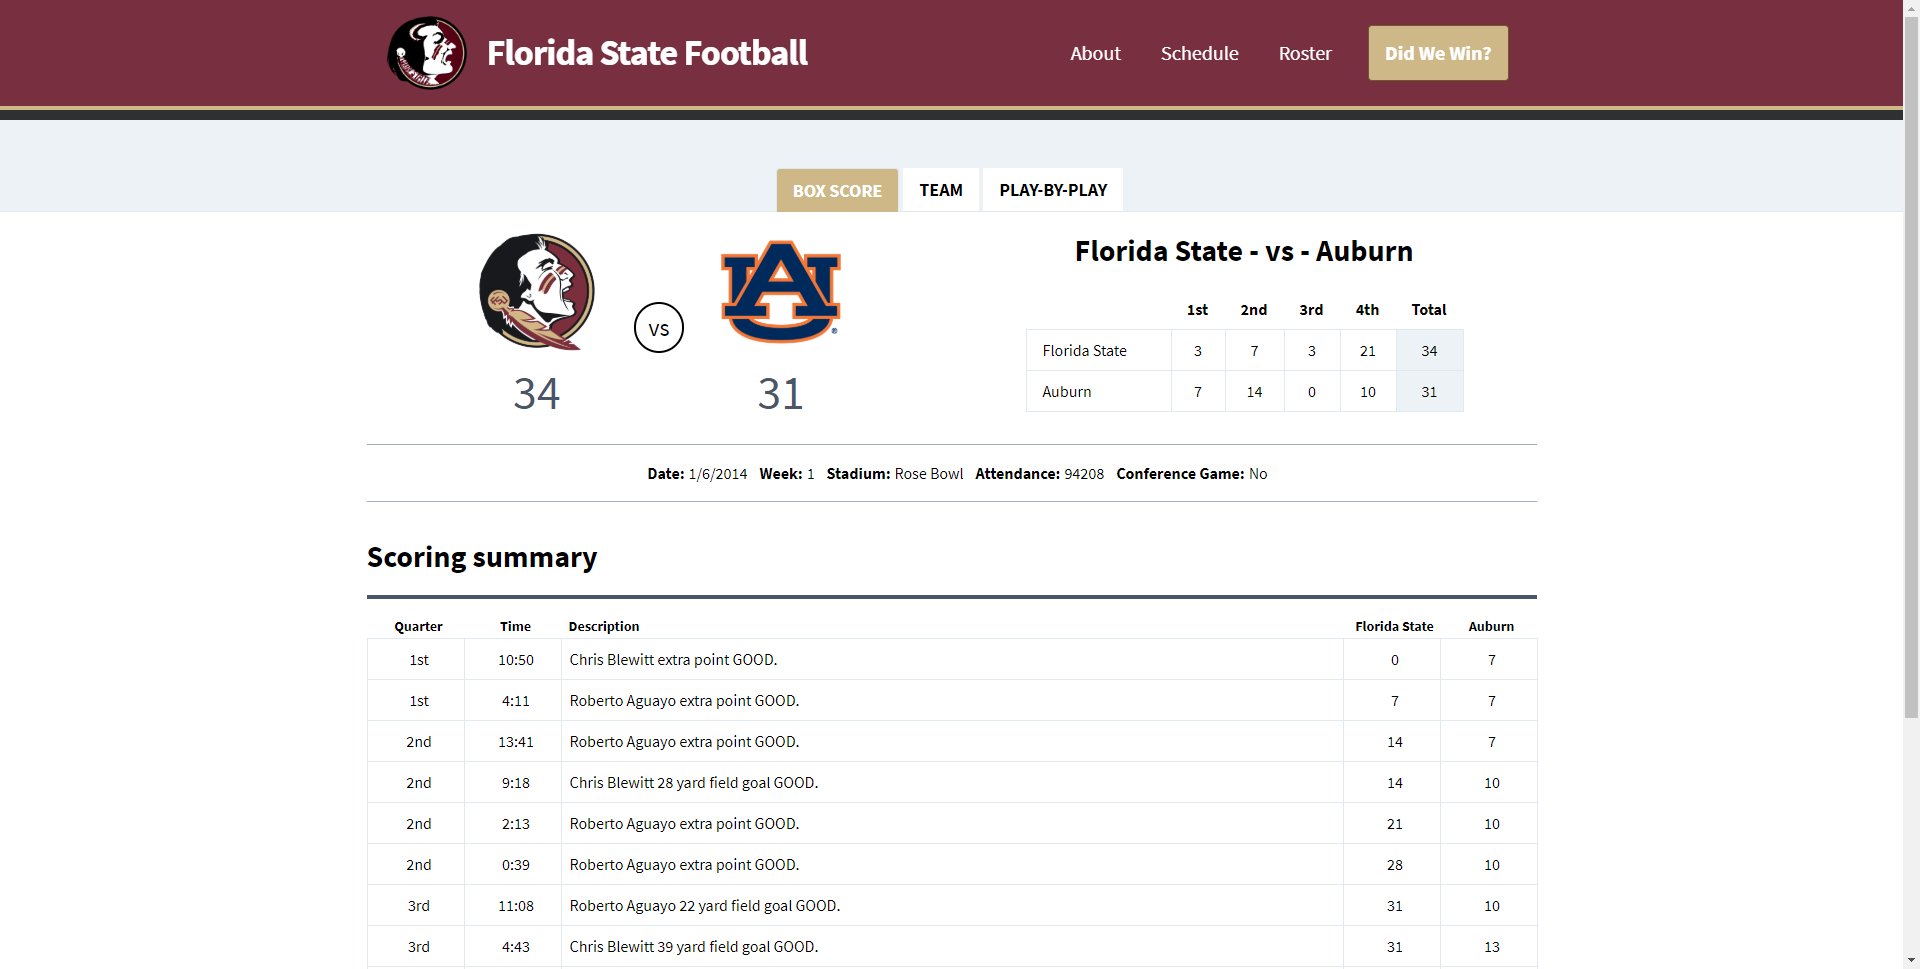 Florida State Football
About Schedule Roster Did We Win?
BOX SCORE TEAM PLAY-BY-PLAY
VS
34 31
Florida State - vs - Auburn
1st 2nd 3rd 4th Total
Florida State 3 7 3 21 34
Auburn 7 14 0 10 31
Date: 1/6/2014 Week: 1 Stadium: Rose Bowl Attendance: 94208 Conference Game: No
Scoring summary
Quarter Time Description Florida State Auburn
1st 10:50 Chris Blewitt extra point GOOD. 0 7
1st 4:11 Roberto Aguayo extra point GOOD. 7 7
2nd 13:41 Roberto Aguayo extra point GOOD. 14 7
2nd 9:18 Chris Blewitt 28 yard field goal GOOD. 14 10
2nd 2:13 Roberto Aguayo extra point GOOD. 21 10
2nd 0:39 Roberto Aguayo extra point GOOD. 28 10
3rd 11:08 Roberto Aguayo 22 yard field goal GOOD. 31 10
3rd 4:43 Chris Blewitt 39 yard field goal GOOD. 31 13